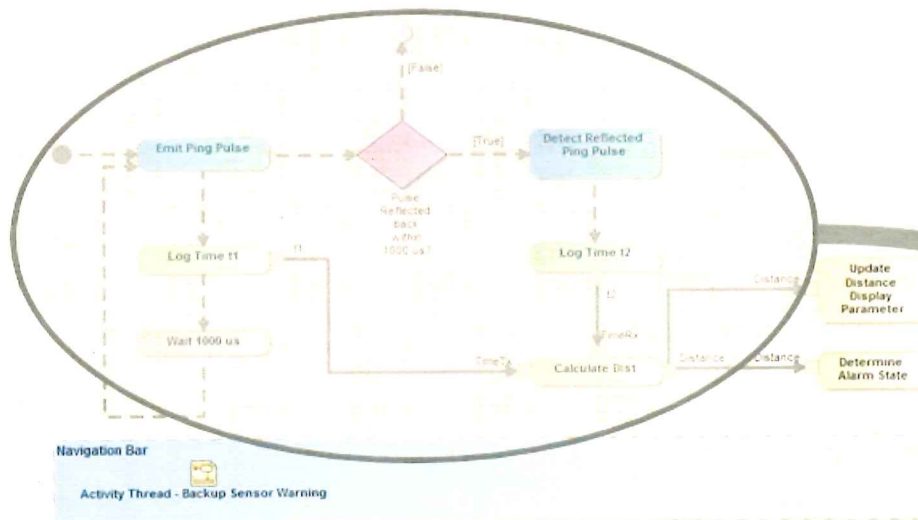 [False]
Emit Ping Pulse
[True]
Detect Reflected
Ping Pulse
Pulse
Reflected
back
within
1000 us?
Log Time t1
t1
Log Time t2
t2
Wait 1000 us
TimeTx
TimeRx
Calculate Dist
Distance
Distance
Distance
Update
Distance
Display
Parameter
Determine
Alarm State
Navigation Bar
Activity Thread - Backup Sensor Warning